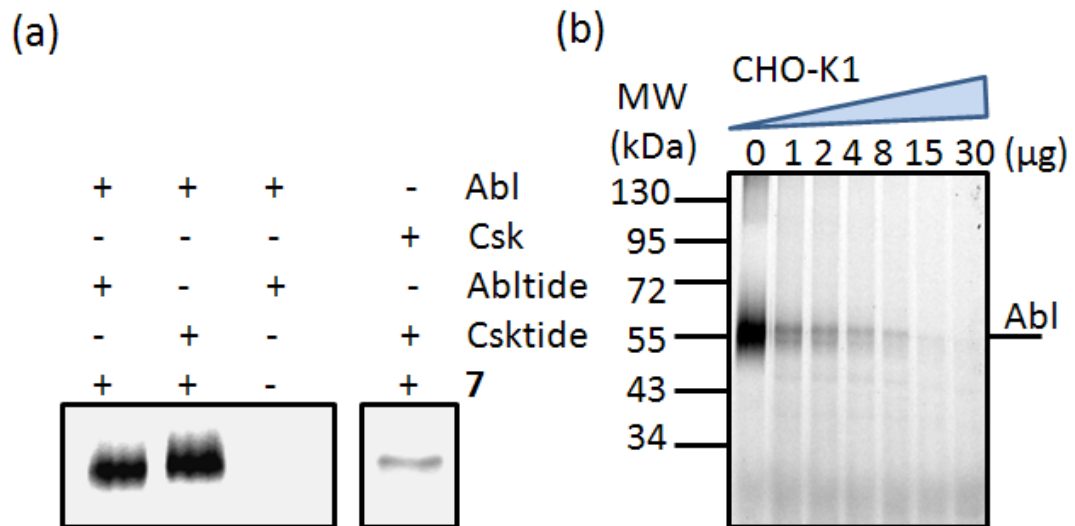 (a)
+ + + - Abl
- - - + Csk
+ - + - Abltide
- + - + Csktide
+ + - + 7
(b)
CHO-K1
MW
(kDa)
0 1 2 4 8 15 30 (µg)
130
95
72
55
43
34
Abl